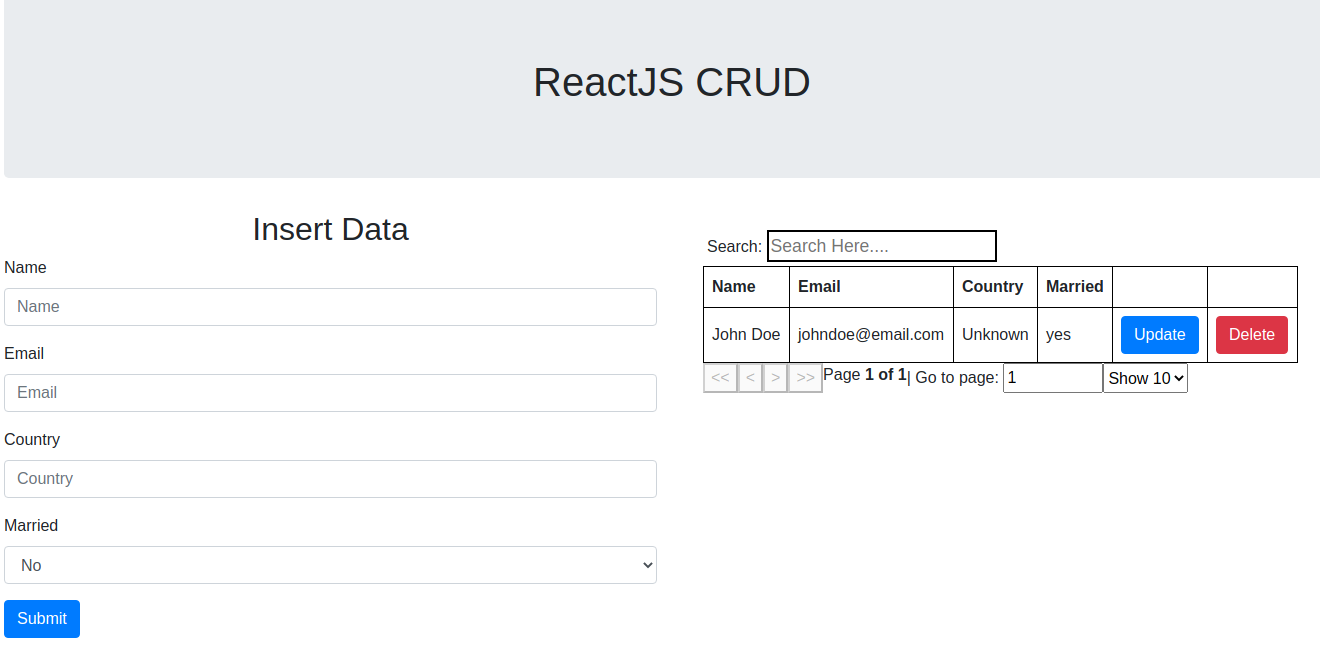 ReactJS CRUD
Insert Data
Name
Name
Email
Email
Country
Country
Married
No
Submit
Search: Search Here....
Name Email Country Married
John Doe johndoe@email.com Unknown yes Update Delete
<< < > >> Page 1 of 1| Go to page: 1 Show 10